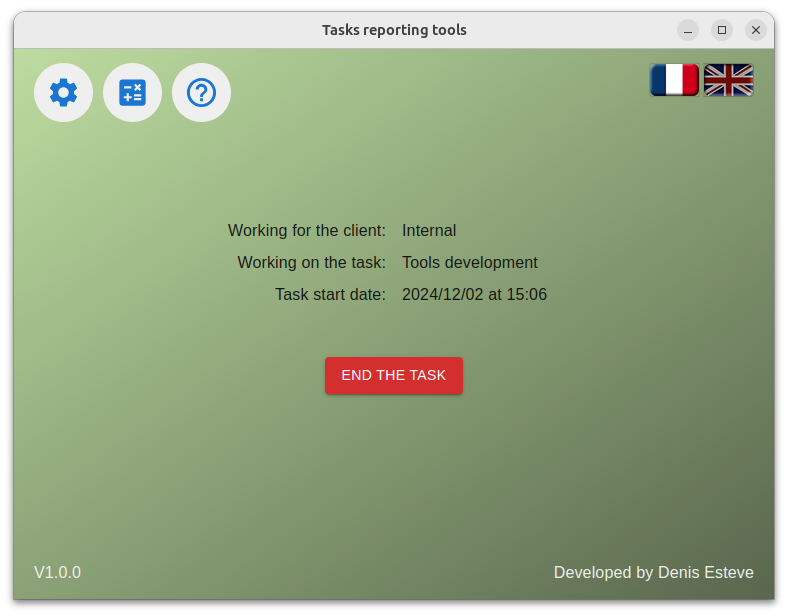 Tasks reporting tools
Working for the client: Internal
Working on the task: Tools development
Task start date: 2024/12/02 at 15:06
END THE TASK
V1.0.0 Developed by Denis Esteve